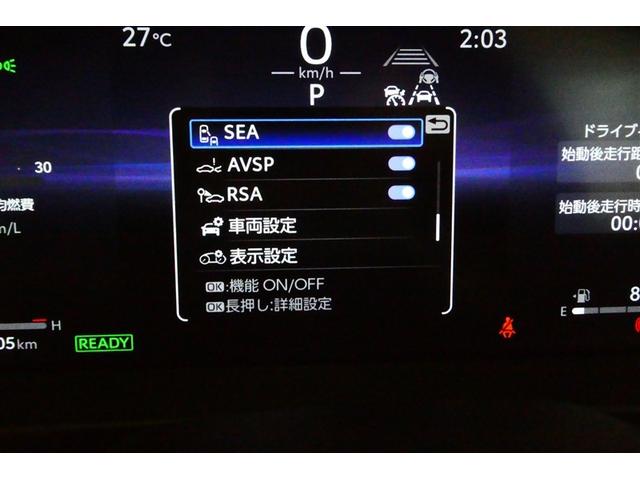 27℃
0
2:03
km/h
P
SEA
AVSP
RSA
車両設定
表示設定
OK:機能 ON/OFF
OK長押し:詳細設定
30
均燃費
m/L
H
05km
READY
ドライブ
始動後走行距
始動後走行時
00:
8
E